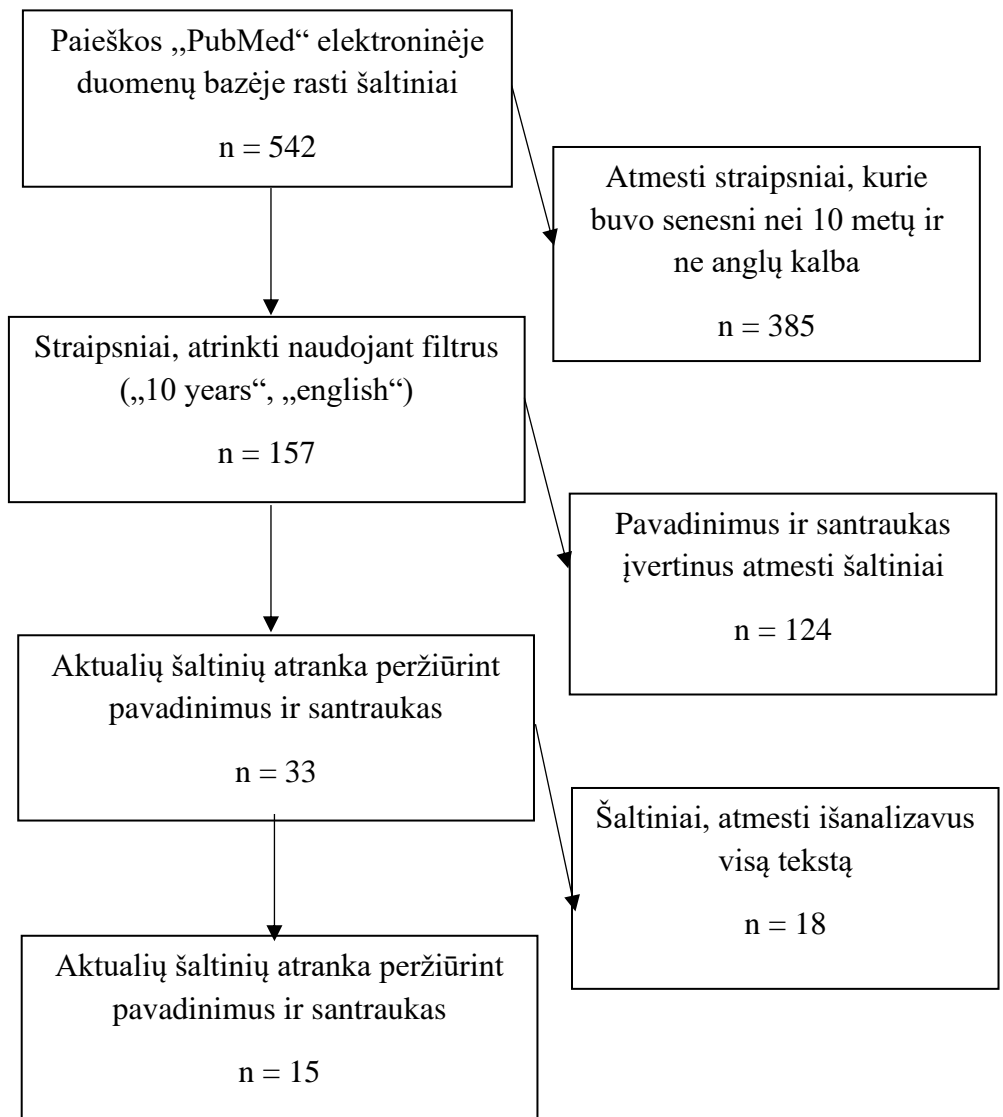 Paieškos „PubMed“ elektroninėje
duomenų bazėje rasti šaltiniai
n = 542
Atmesti straipsniai, kurie
buvo senesni nei 10 metų ir
ne anglų kalba
n = 385
Straipsniai, atrinkti naudojant filtrus
(„10 years“, „english“)
n = 157
Pavadinimus ir santraukas
įvertinus atmesti šaltiniai
n = 124
Aktualių šaltinių atranka peržiūrint
pavadinimus ir santraukas
n = 33
Šaltiniai, atmesti išanalizavus
visą tekstą
n = 18
Aktualių šaltinių atranka peržiūrint
pavadinimus ir santraukas
n = 15